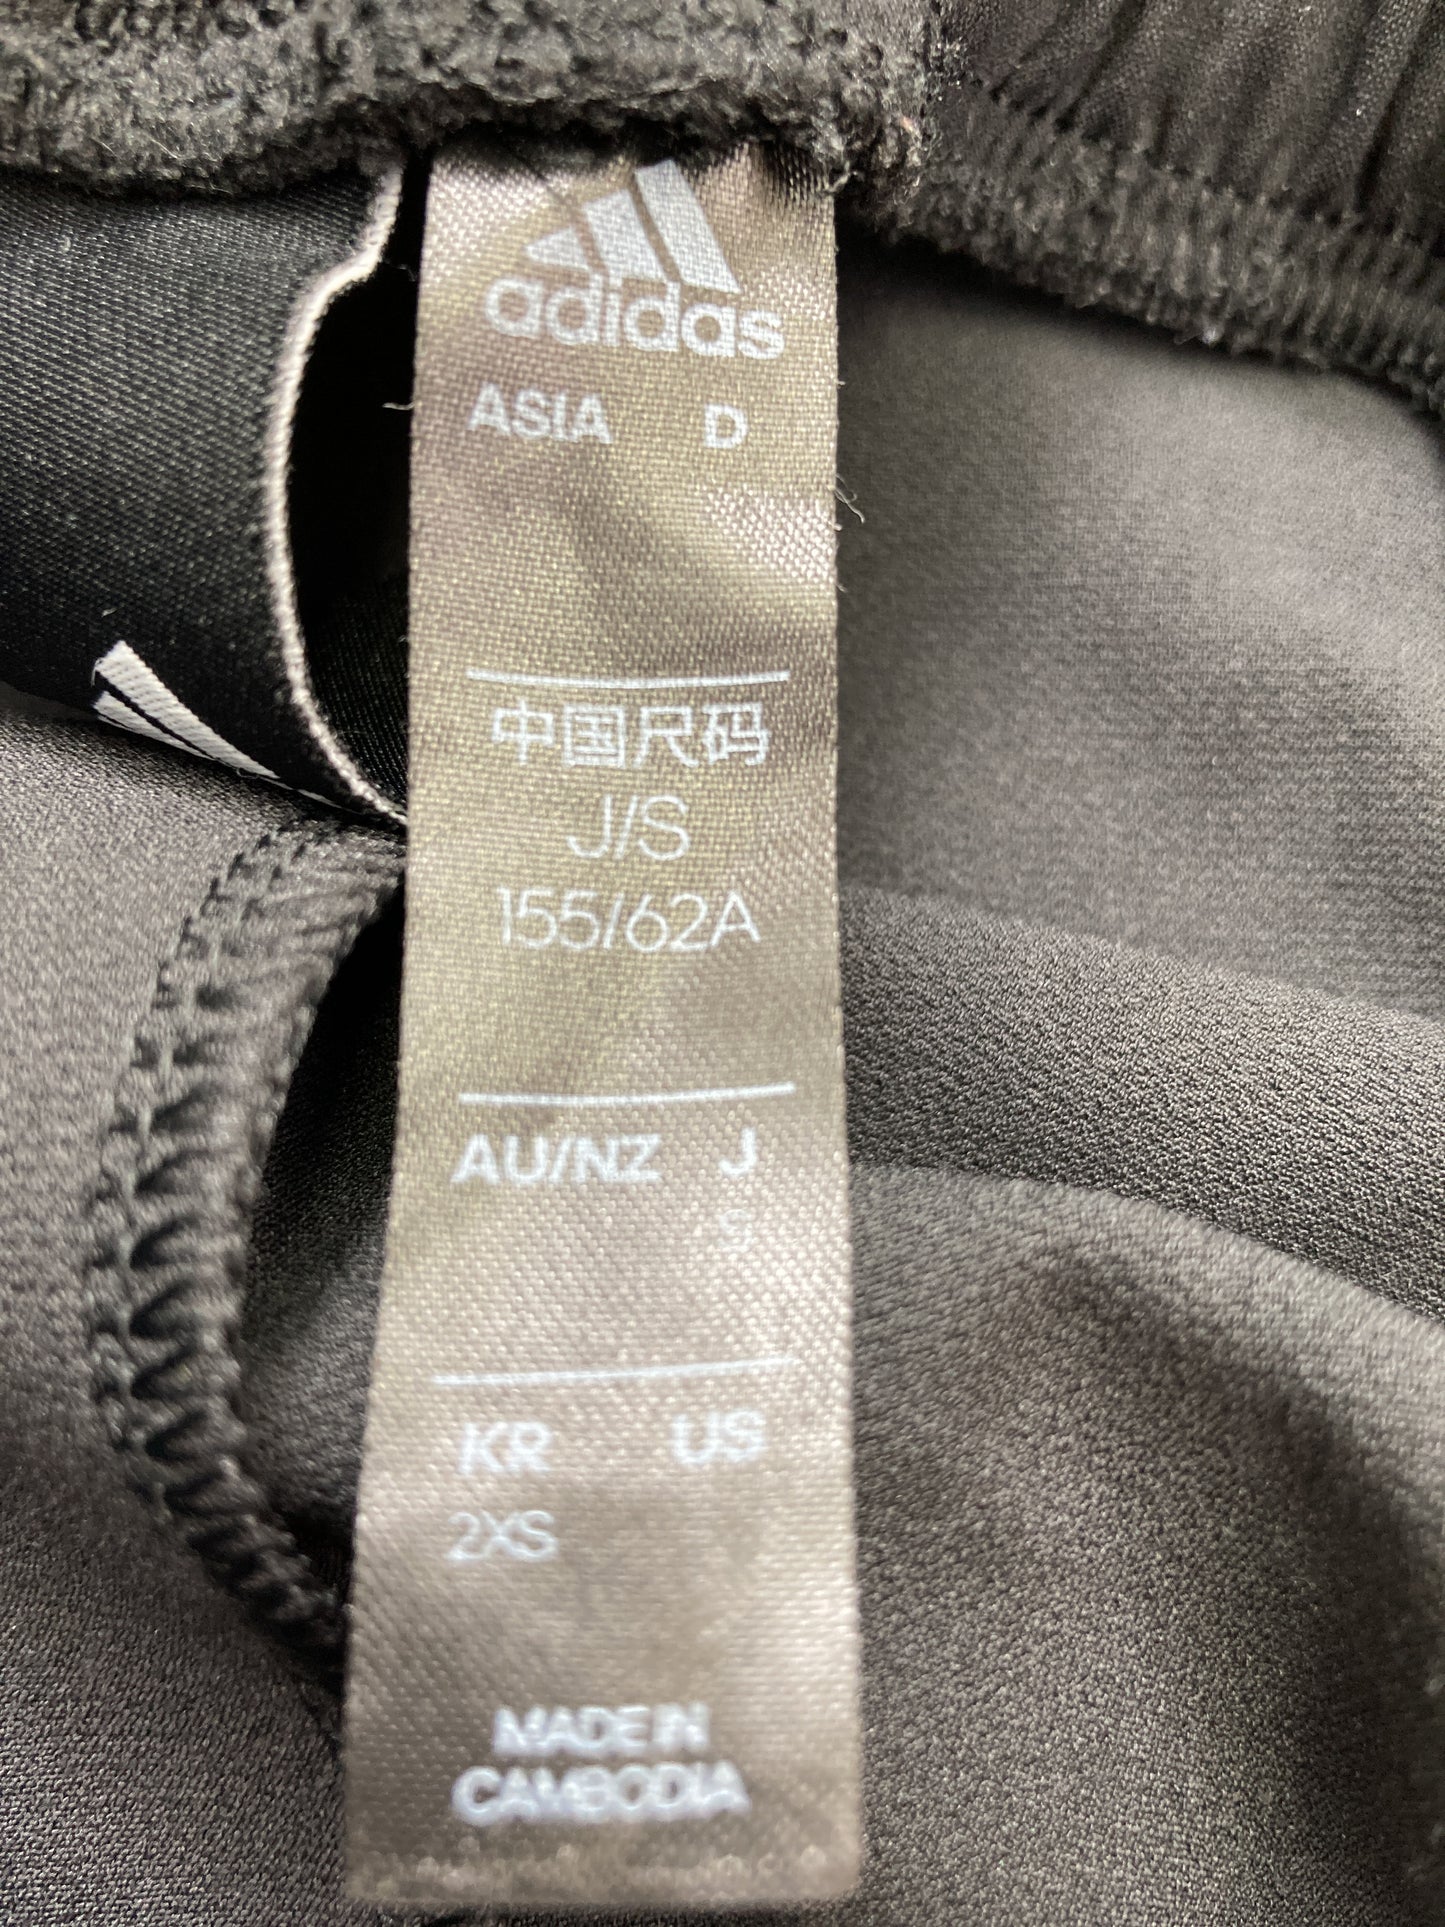 adidas
ASIA D
中国尺码
J/S
155/62A
AU/NZ J
S
KR US
2XS
MADE IN
CAMBODIA